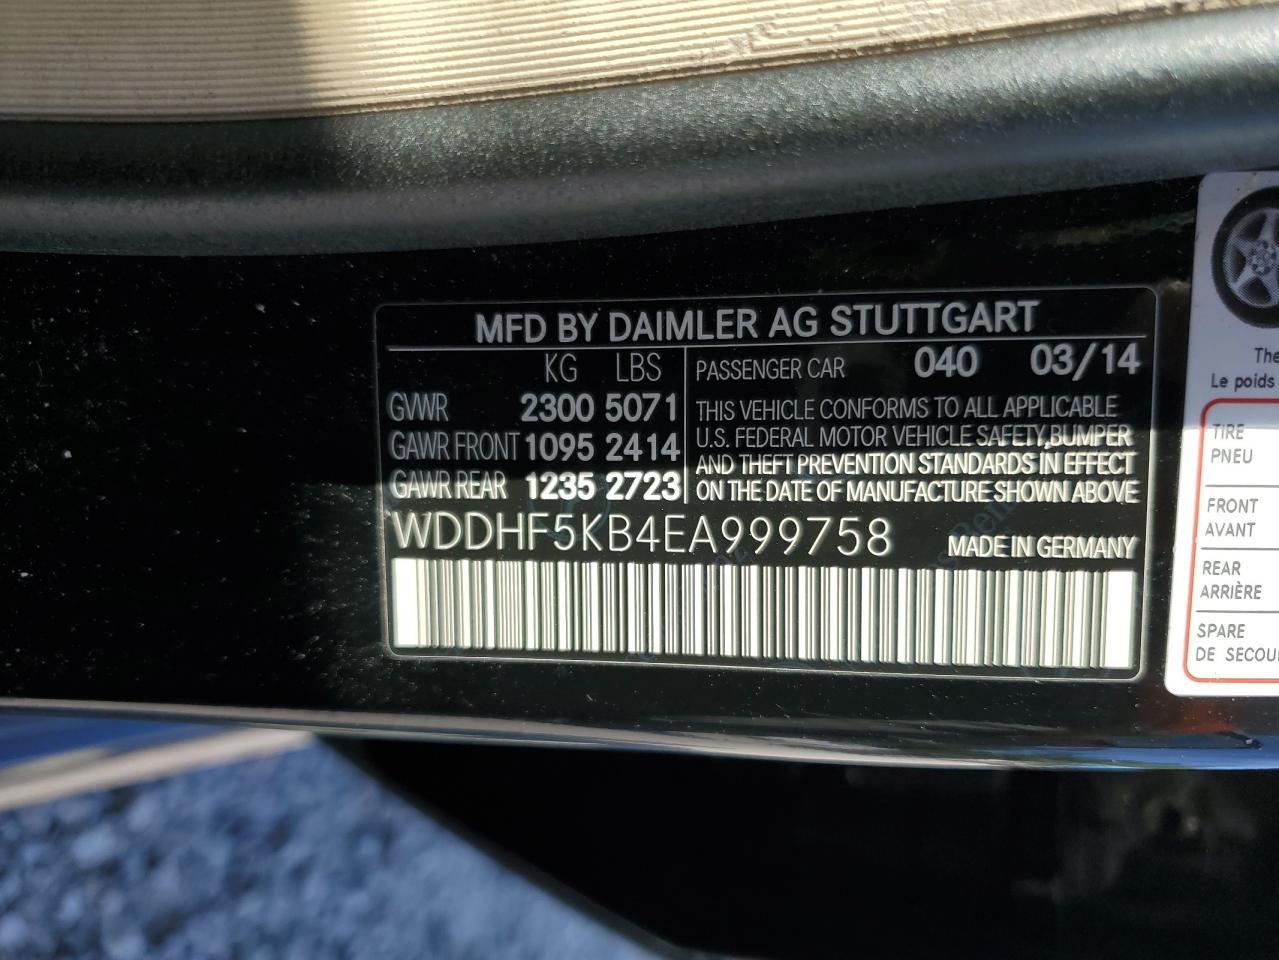 MFD BY DAIMLER AG STUTTGART
KG LBS
GVWR 2300 5071
GAWR FRONT 1095 2414
GAWR REAR 1235 2723
PASSENGER CAR 040 03/14
THIS VEHICLE CONFORMS TO ALL APPLICABLE
U.S. FEDERAL MOTOR VEHICLE SAFETY,BUMPER
AND THEFT PREVENTION STANDARDS IN EFFECT
ON THE DATE OF MANUFACTURE SHOWN ABOVE
WDDHF5KB4EA999758 MADE IN GERMANY
The
Le poids
TIRE
PNEU
FRONT
AVANT
REAR
ARRIÈRE
SPARE
DE SECOU